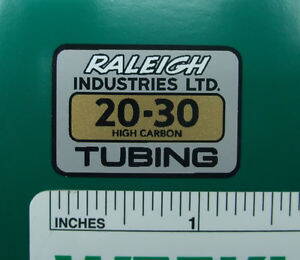 RALEIGH
INDUSTRIES LTD.
20-30
HIGH CARBON
TUBING
INCHES 1